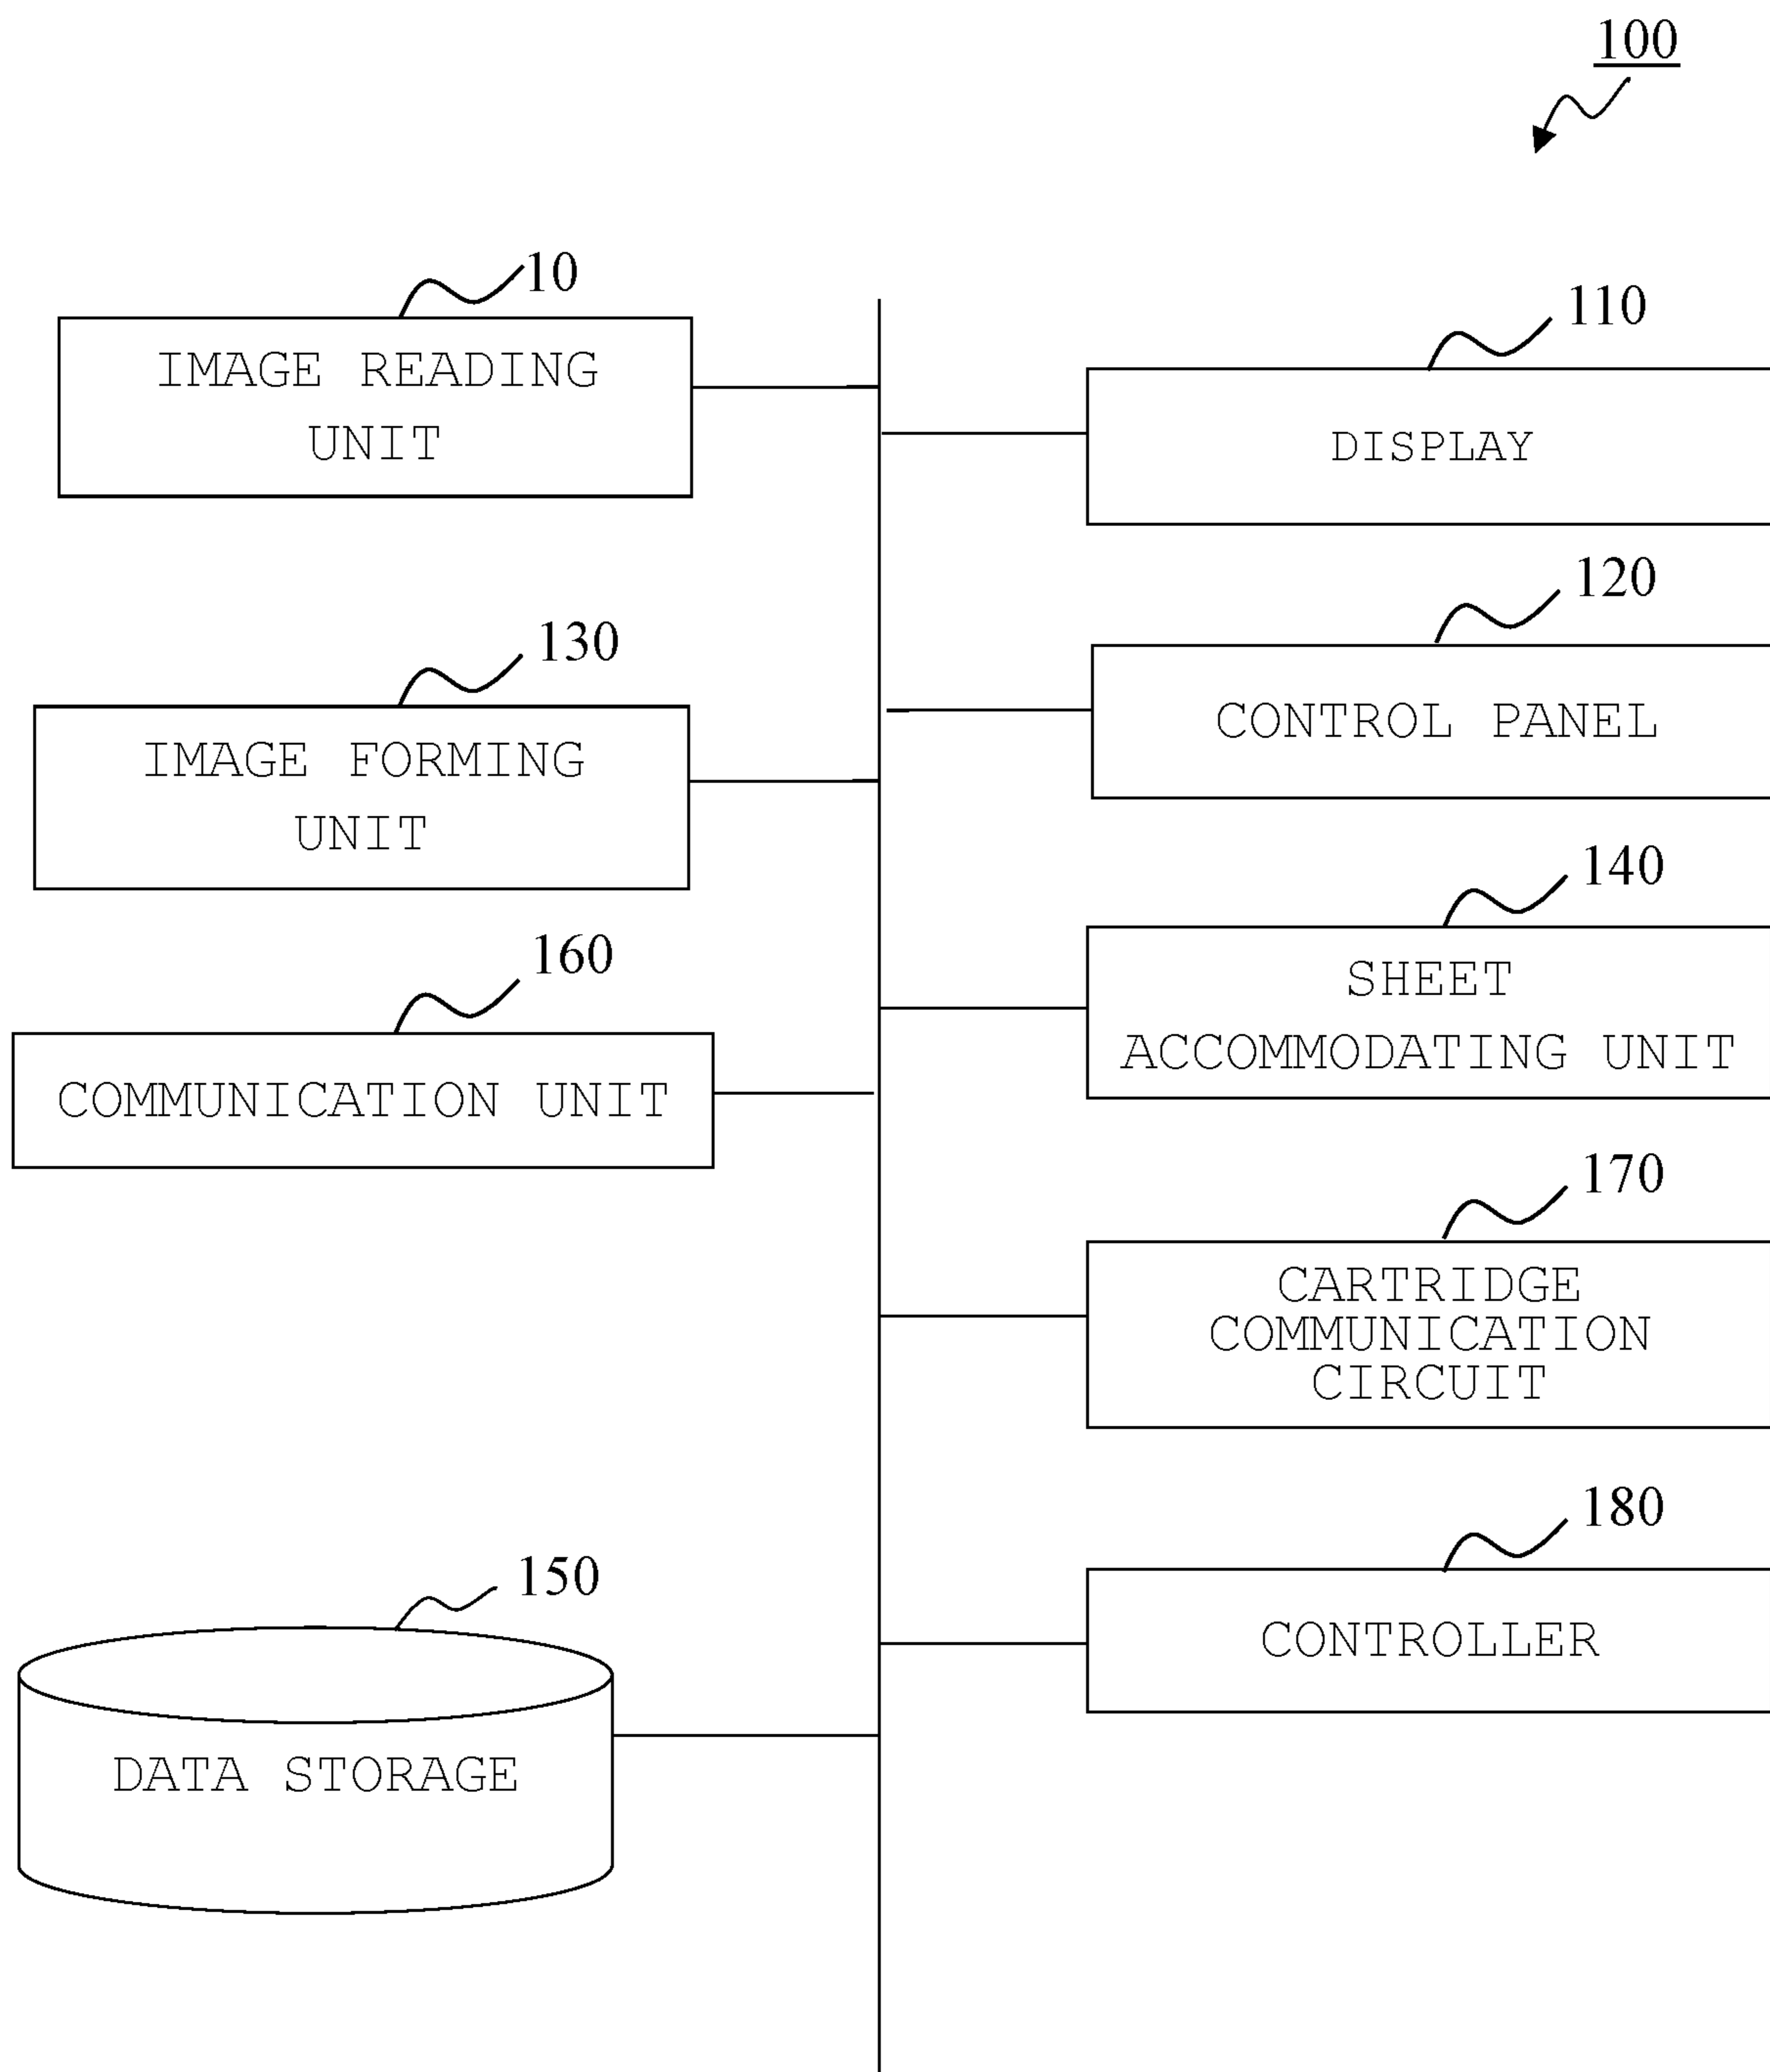 100
10
IMAGE READING
UNIT
110
DISPLAY
120
CONTROL PANEL
130
IMAGE FORMING
UNIT
140
SHEET
ACCOMMODATING UNIT
160
COMMUNICATION UNIT
170
CARTRIDGE
COMMUNICATION
CIRCUIT
180
CONTROLLER
150
DATA STORAGE